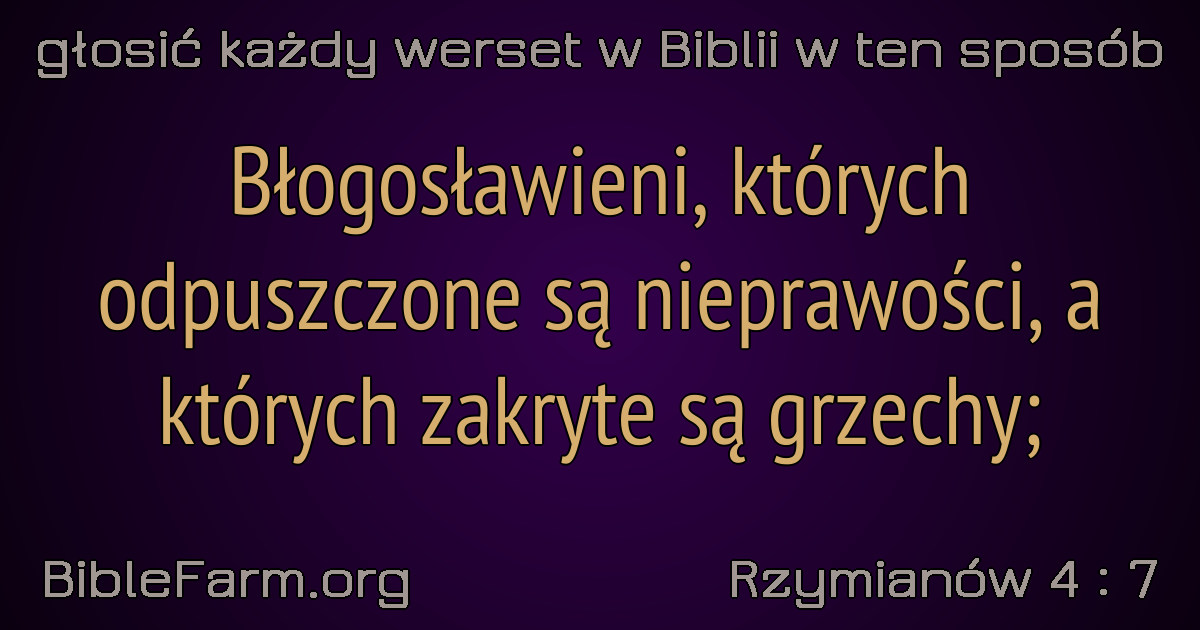 głosić każdy werset w Biblii w ten sposób
Błogosławieni, których
odpuszczone są nieprawości, a
których zakryte są grzechy;
BibleFarm.org
Rzymianów 4 : 7